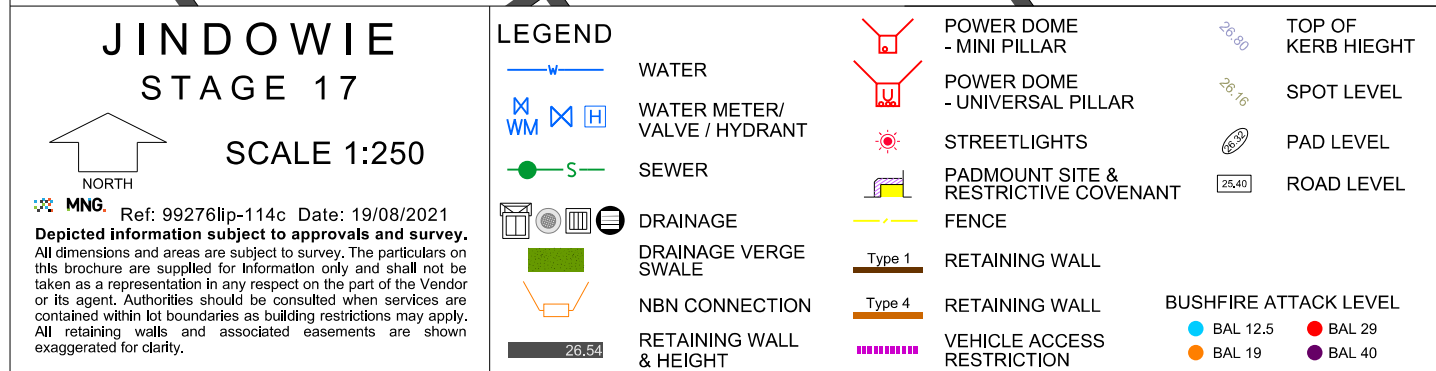 JINDOWIE
STAGE 17
SCALE 1:250
NORTH
MNG.
Ref: 99276lip-114c Date: 19/08/2021
Depicted information subject to approvals and survey.
All dimensions and areas are subject to survey. The particulars on
this brochure are supplied for information only and shall not be
taken as a representation in any respect on the part of the Vendor
or its agent. Authorities should be consulted when services are
contained within lot boundaries as building restrictions may apply.
All retaining walls and associated easements are shown
exaggerated for clarity.
LEGEND
W
WATER
WM
H
WATER METER/
VALVE / HYDRANT
S
SEWER
DRAINAGE
DRAINAGE VERGE
SWALE
NBN CONNECTION
26.54
RETAINING WALL
& HEIGHT
POWER DOME
- MINI PILLAR
U
POWER DOME
- UNIVERSAL PILLAR
STREETLIGHTS
PADMOUNT SITE &
RESTRICTIVE COVENANT
FENCE
Type 1
RETAINING WALL
Type 4
RETAINING WALL
VEHICLE ACCESS
RESTRICTION
26.80
TOP OF
KERB HIEGHT
26.16
SPOT LEVEL
26.32
PAD LEVEL
25.40
ROAD LEVEL
BUSHFIRE ATTACK LEVEL
BAL 12.5
BAL 29
BAL 19
BAL 40